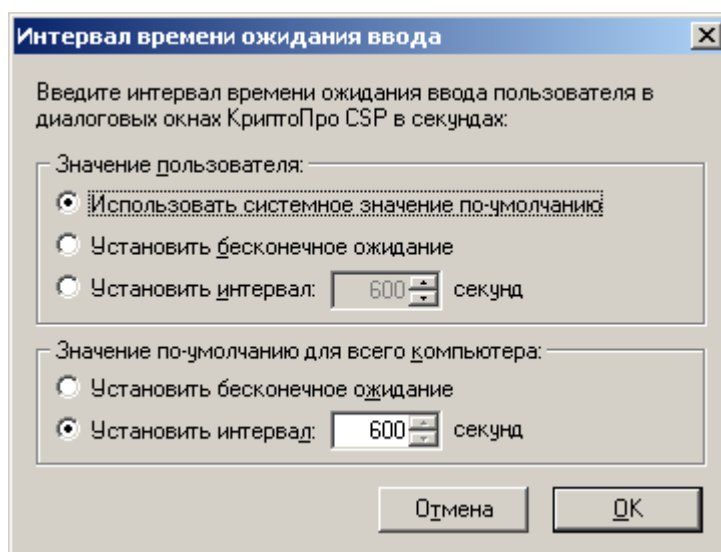 Интервал времени ожидания ввода
Введите интервал времени ожидания ввода пользователя в
диалоговых окнах КриптоПро CSP в секундах:
Значение пользователя:
Использовать системное значение по-умолчанию
Установить бесконечное ожидание
Установить интервал: 600 секунд
Значение по-умолчанию для всего компьютера:
Установить бесконечное ожидание
Установить интервал: 600 секунд
Отмена OK